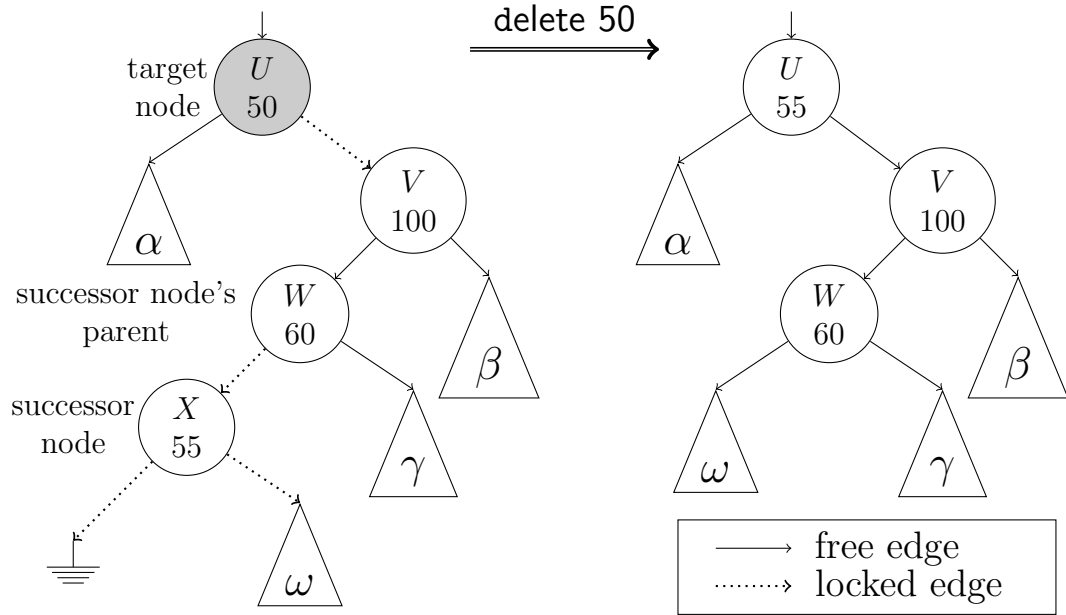 delete 50
target
node
U
50
α
V
100
successor node's
parent
W
60
β
successor
node
X
55
γ
ω
U
55
α
V
100
W
60
β
ω
γ
free edge
locked edge